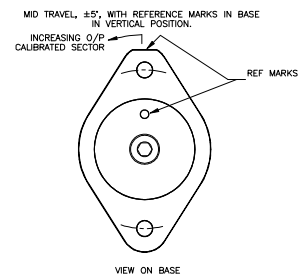 MID TRAVEL, ±5°, WITH REFERENCE MARKS IN BASE
IN VERTICAL POSITION.
INCREASING O/P
CALIBRATED SECTOR
REF MARKS
VIEW ON BASE